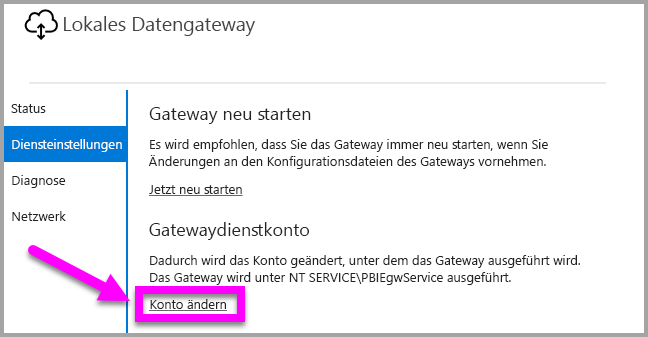 Lokales Datengateway
Status
Diensteinstellungen
Diagnose
Netzwerk
Gateway neu starten
Es wird empfohlen, dass Sie das Gateway immer neu starten, wenn Sie
Änderungen an den Konfigurationsdateien des Gateways vornehmen.
Jetzt neu starten
Gatewaydienstkonto
Dadurch wird das Konto geändert, unter dem das Gateway ausgeführt wird.
Das Gateway wird unter NT SERVICE\PBIEgwService ausgeführt.
Konto ändern